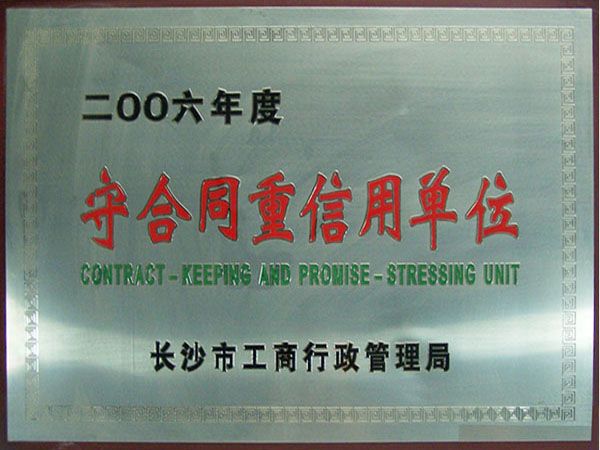 二OO六年度
守合同重信用单位
CONTRACT-KEEPING AND PROMISE-STRESSING UNIT
长沙市工商行政管理局